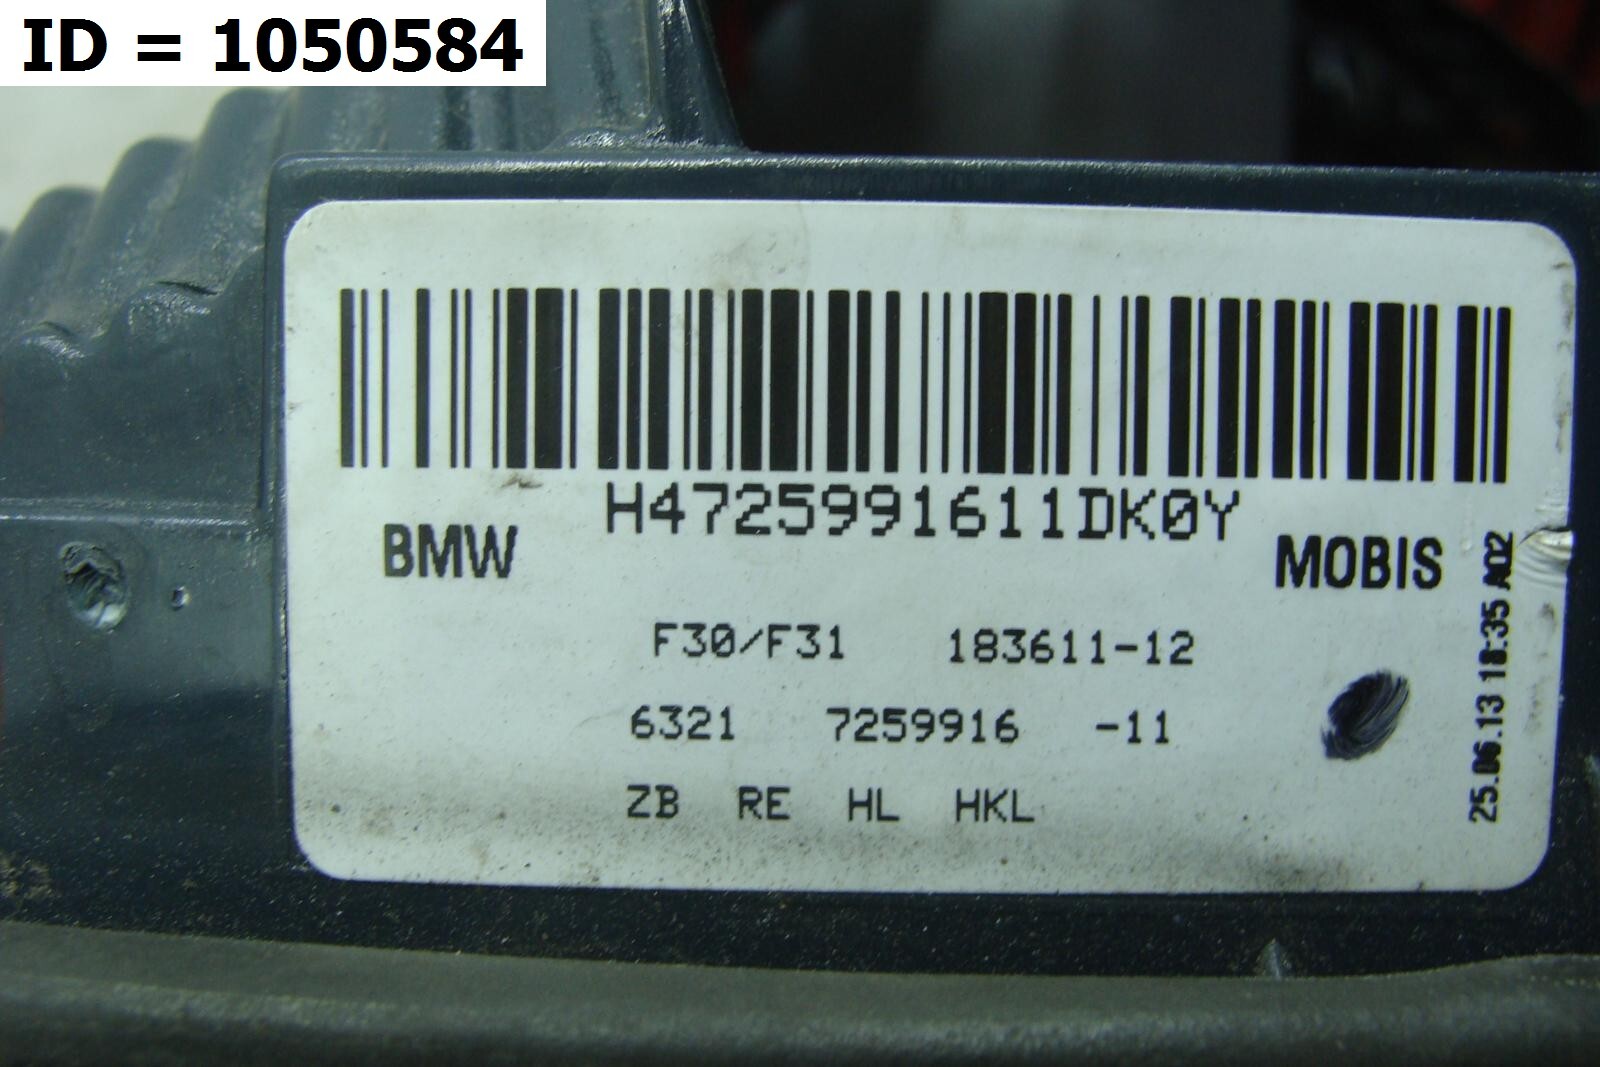 ID = 1050584
H4725991611DK0Y
BMW
MOBIS
F30/F31 183611-12
6321 7259916 -11
ZB RE HL HKL
25.06.13 18:35 A02